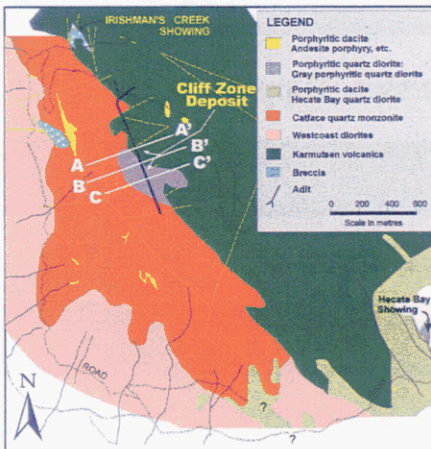 IRISHMAN'S CREEK
SHOWING
Cliff Zone
Deposit
A
A'
B
B'
C
C'
LEGEND
Porphyritic dacite
Andesite porphyry, etc.
Porphyritic quartz diorite:
Gray porphyritic quartz diorite
Porphyritic dacite
Hecate Bay quartz diorite
Catface quartz monzonite
Westcoast diorites
Karmutsen volcanics
Breccia
Adit
0 200 400 600
Scale in metres
Hecate Bay
Showing
ROAD
N
?
?